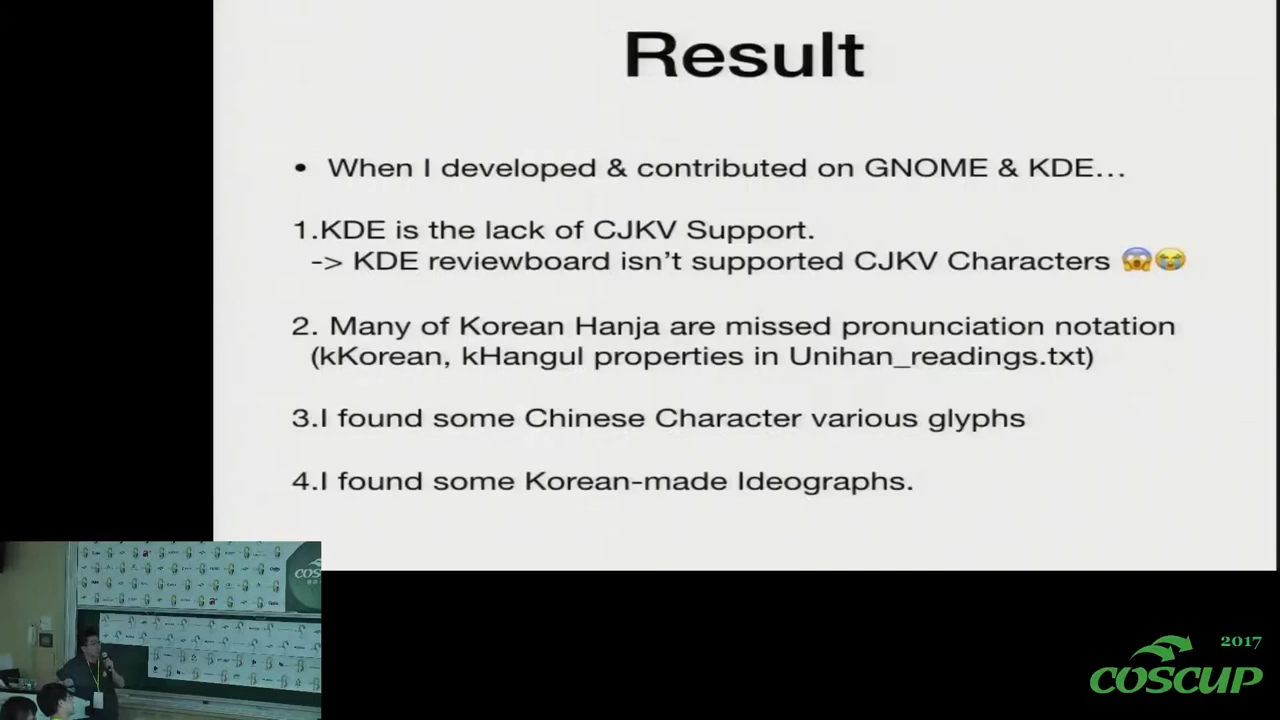 Result
• When I developed & contributed on GNOME & KDE…
1.KDE is the lack of CJKV Support.
-> KDE reviewboard isn’t supported CJKV Characters 😱😭
2. Many of Korean Hanja are missed pronunciation notation
(kKorean, kHangul properties in Unihan_readings.txt)
3.I found some Chinese Character various glyphs
4.I found some Korean-made Ideographs.
2017
COSCUP